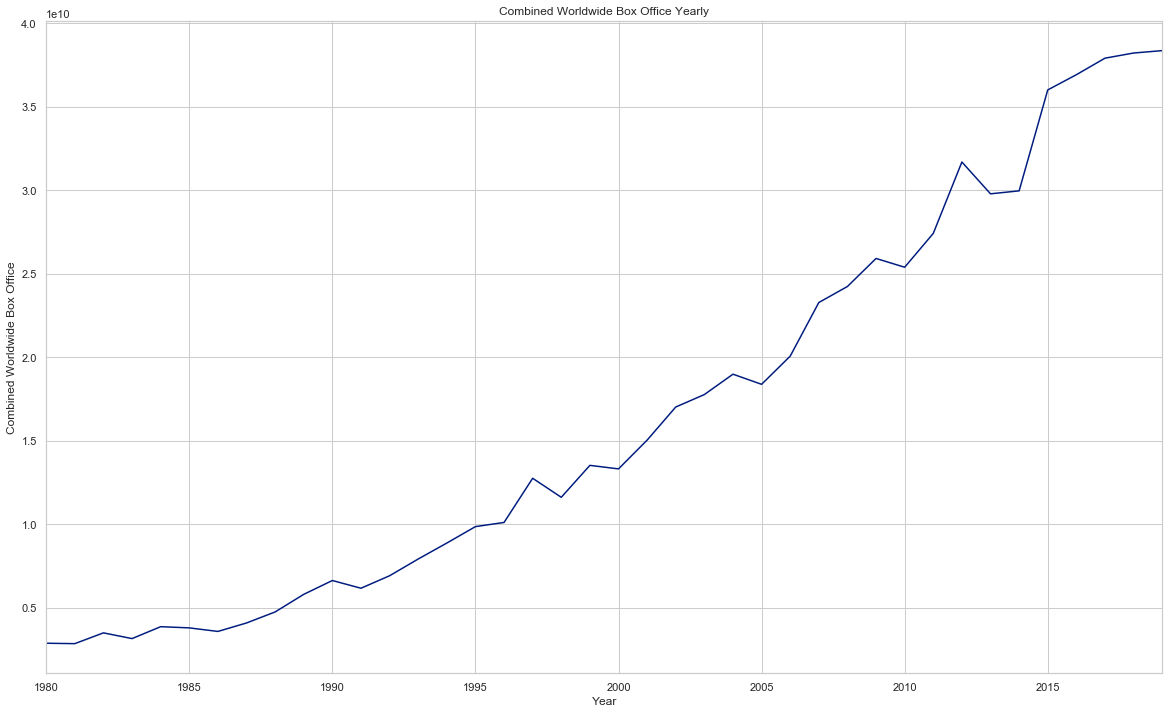 Combined Worldwide Box Office Yearly
1e10
4.0
3.5
3.0
2.5
2.0
1.5
1.0
0.5
Combined Worldwide Box Office
1980 1985 1990 1995 2000 2005 2010 2015
Year